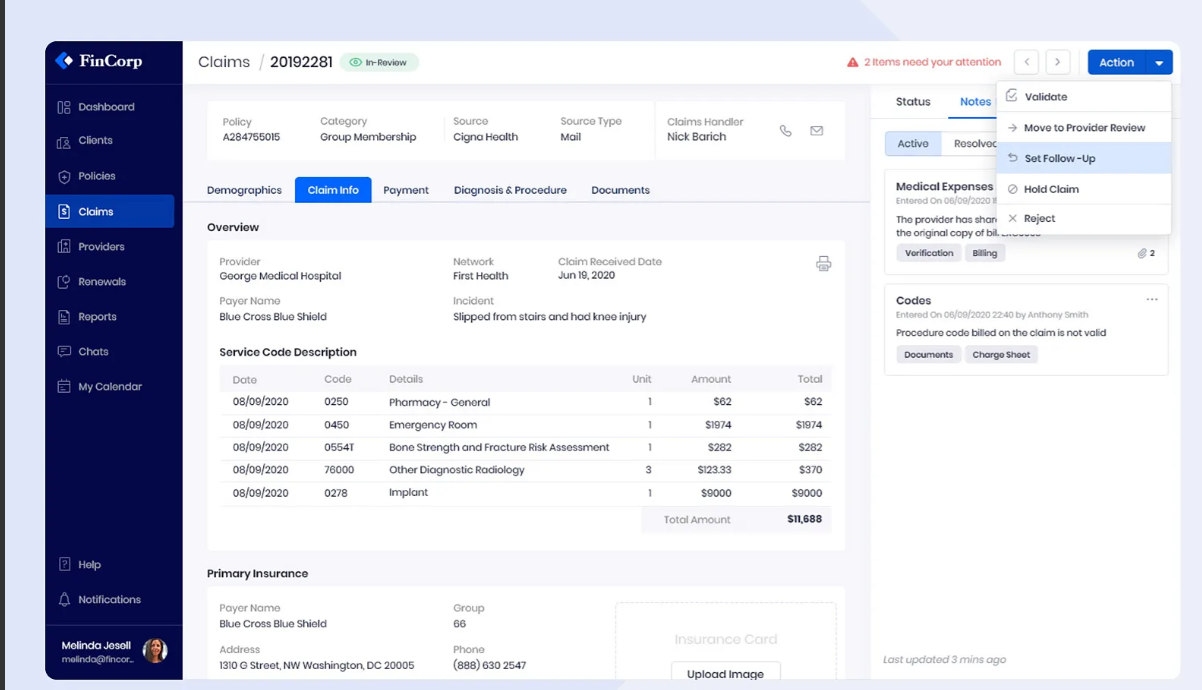 FinCorp
Dashboard
Clients
Policies
Claims
Providers
Renewals
Reports
Chats
My Calendar
Help
Notifications
Melinda Jesell
melinda@fincor...
Claims / 20192281 In-Review
2 Items need your attention
Action
Validate
Move to Provider Review
Set Follow -Up
Hold Claim
Reject
Policy Category Source Source Type Claims Handler
A284755015 Group Membership Cigna Health Mail Nick Barich
Demographics Claim Info Payment Diagnosis & Procedure Documents
Overview
Provider Network Claim Received Date
George Medical Hospital First Health Jun 19, 2020
Payer Name Incident
Blue Cross Blue Shield Slipped from stairs and had knee injury
Service Code Description
Date Code Details Unit Amount Total
08/09/2020 0250 Pharmacy - General 1 $62 $62
08/09/2020 0450 Emergency Room 1 $1974 $1974
08/09/2020 0554T Bone Strength and Fracture Risk Assessment 1 $282 $282
08/09/2020 76000 Other Diagnostic Radiology 3 $123.33 $370
08/09/2020 0278 Implant 1 $9000 $9000
Total Amount $11,688
Primary Insurance
Payer Name Group
Blue Cross Blue Shield 66
Address Phone
1310 G Street, NW Washington, DC 20005 (888) 630 2547
Insurance Card
Upload Image
Status Notes
Active Resolved
Medical Expenses
Entered On 06/09/2020
The provider has
the original copy of
Verification Billing 2
Codes ...
Entered On 06/09/2020 22:40 by Anthony Smith
Procedure code billed on the claim is not valid
Documents Charge Sheet
Last updated 3 mins ago